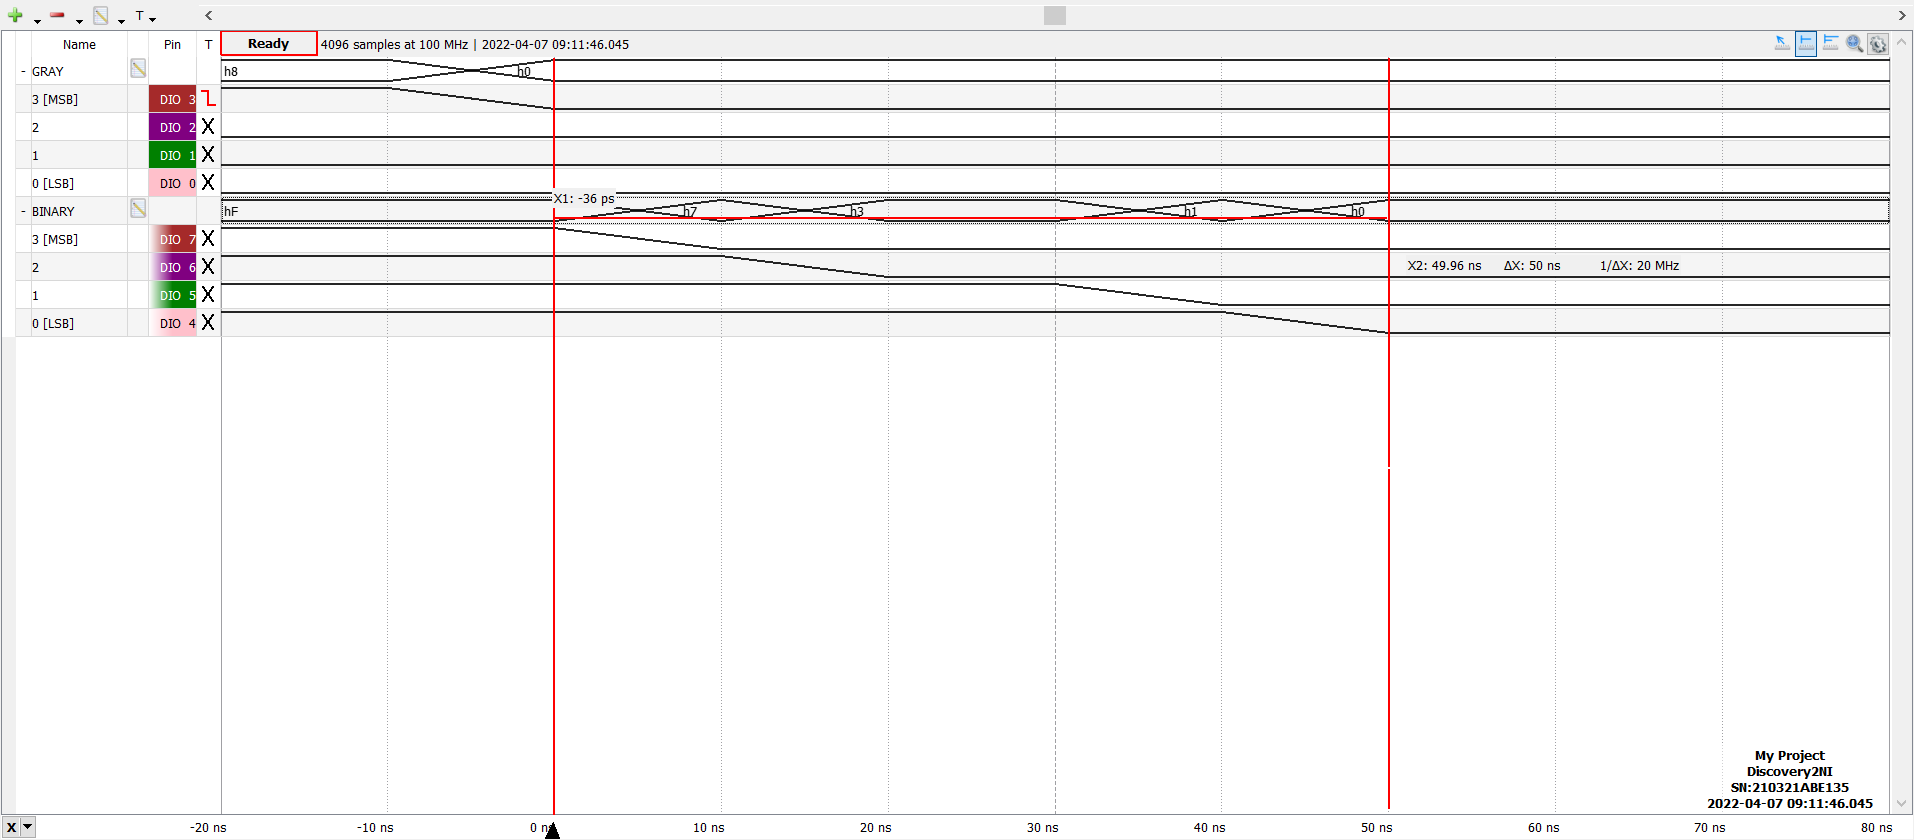 T
Name Pin T Ready 4096 samples at 100 MHz | 2022-04-07 09:11:46.045
- GRAY h8 h0
3 [MSB] DIO 3
2 DIO 2 X
1 DIO 1 X
0 [LSB] DIO 0 X
X1: -36 ps
- BINARY hF h7 h3 h1 h0
3 [MSB] DIO 7 X
2 DIO 6 X X2: 49.96 ns ΔX: 50 ns 1/ΔX: 20 MHz
1 DIO 5 X
0 [LSB] DIO 4 X
My Project
Discovery2NI
SN:210321ABE135
2022-04-07 09:11:46.045
X -20 ns -10 ns 0 ns 10 ns 20 ns 30 ns 40 ns 50 ns 60 ns 70 ns 80 ns